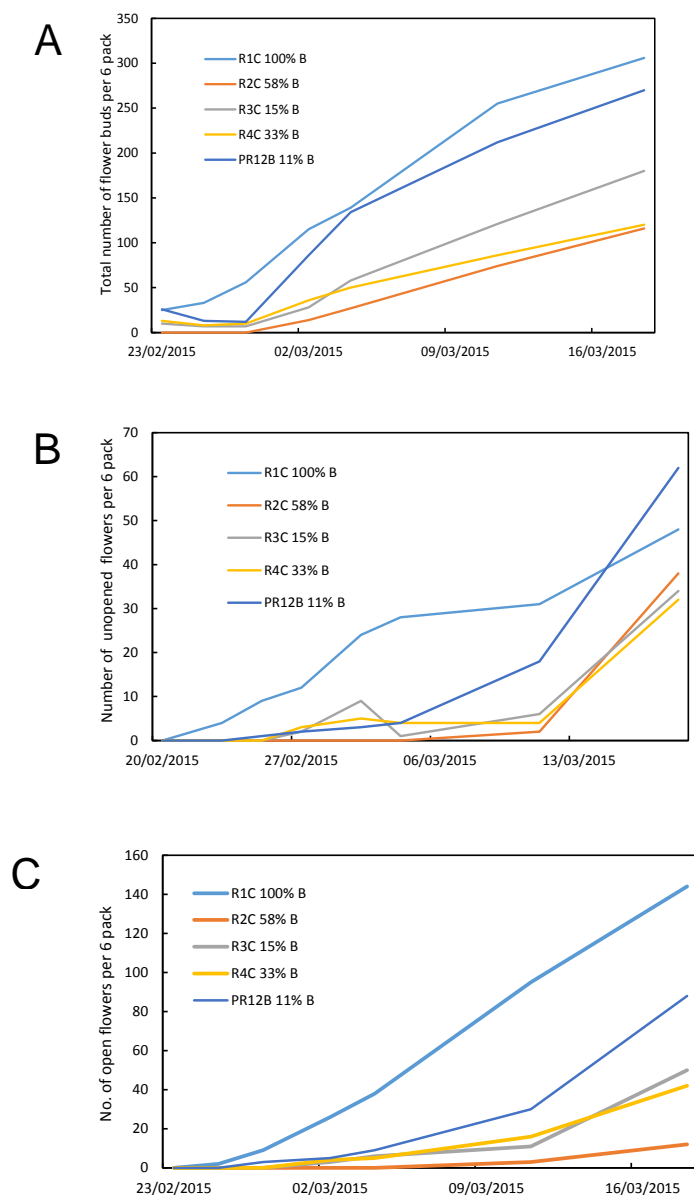 A
Total number of flower buds per 6 pack
350
300
250
200
150
100
50
0
R1C 100% B
R2C 58% B
R3C 15% B
R4C 33% B
PR12B 11% B
23/02/2015 02/03/2015 09/03/2015 16/03/2015
B
Number of unopened flowers per 6 pack
70
60
50
40
30
20
10
0
R1C 100% B
R2C 58% B
R3C 15% B
R4C 33% B
PR12B 11% B
20/02/2015 27/02/2015 06/03/2015 13/03/2015
C
No. of open flowers per 6 pack
160
140
120
100
80
60
40
20
0
R1C 100% B
R2C 58% B
R3C 15% B
R4C 33% B
PR12B 11% B
23/02/2015 02/03/2015 09/03/2015 16/03/2015